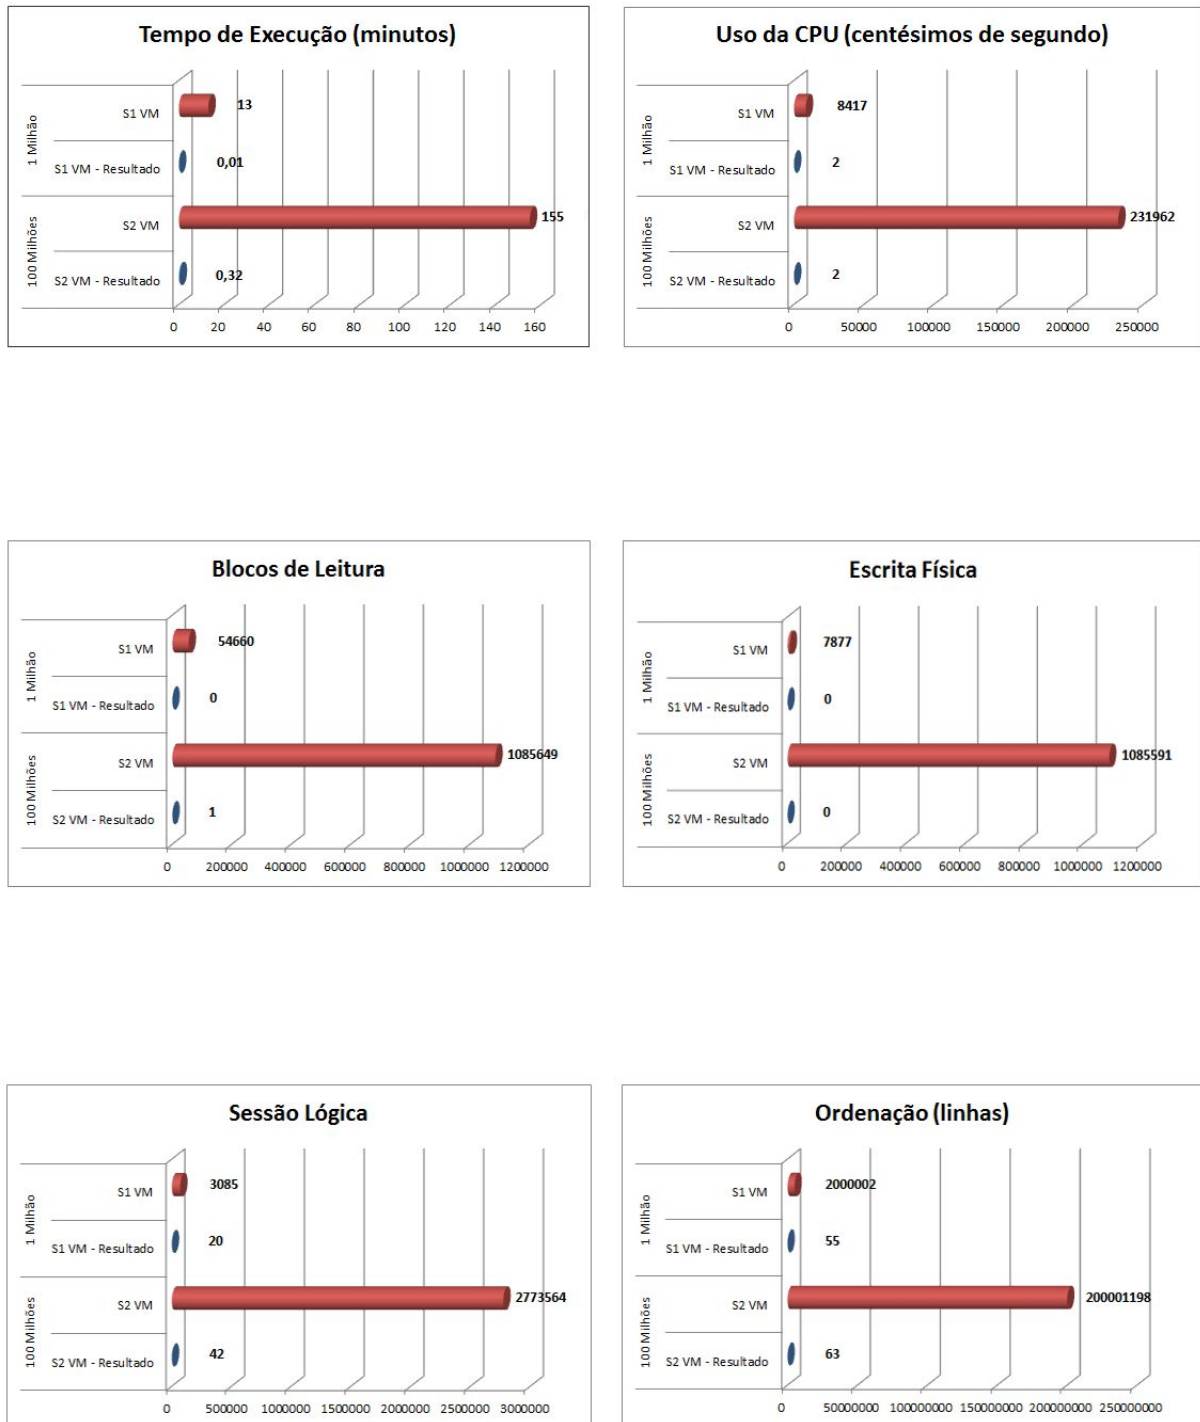 Tempo de Execução (minutos)
1 Milhão
S1 VM
13
S1 VM - Resultado
0,01
100 Milhões
S2 VM
155
S2 VM - Resultado
0,32
0 20 40 60 80 100 120 140 160
Uso da CPU (centésimos de segundo)
1 Milhão
S1 VM
8417
S1 VM - Resultado
2
100 Milhões
S2 VM
231962
S2 VM - Resultado
2
0 50000 100000 150000 200000 250000
Blocos de Leitura
1 Milhão
S1 VM
54660
S1 VM - Resultado
0
100 Milhões
S2 VM
1085649
S2 VM - Resultado
1
0 200000 400000 600000 800000 1000000 1200000
Escrita Física
1 Milhão
S1 VM
7877
S1 VM - Resultado
0
100 Milhões
S2 VM
1085591
S2 VM - Resultado
0
0 200000 400000 600000 800000 1000000 1200000
Sessão Lógica
1 Milhão
S1 VM
3085
S1 VM - Resultado
20
100 Milhões
S2 VM
2773564
S2 VM - Resultado
42
0 500000 1000000 1500000 2000000 2500000 3000000
Ordenação (linhas)
1 Milhão
S1 VM
2000002
S1 VM - Resultado
55
100 Milhões
S2 VM
200001198
S2 VM - Resultado
63
0 50000000 100000000 150000000 200000000 250000000